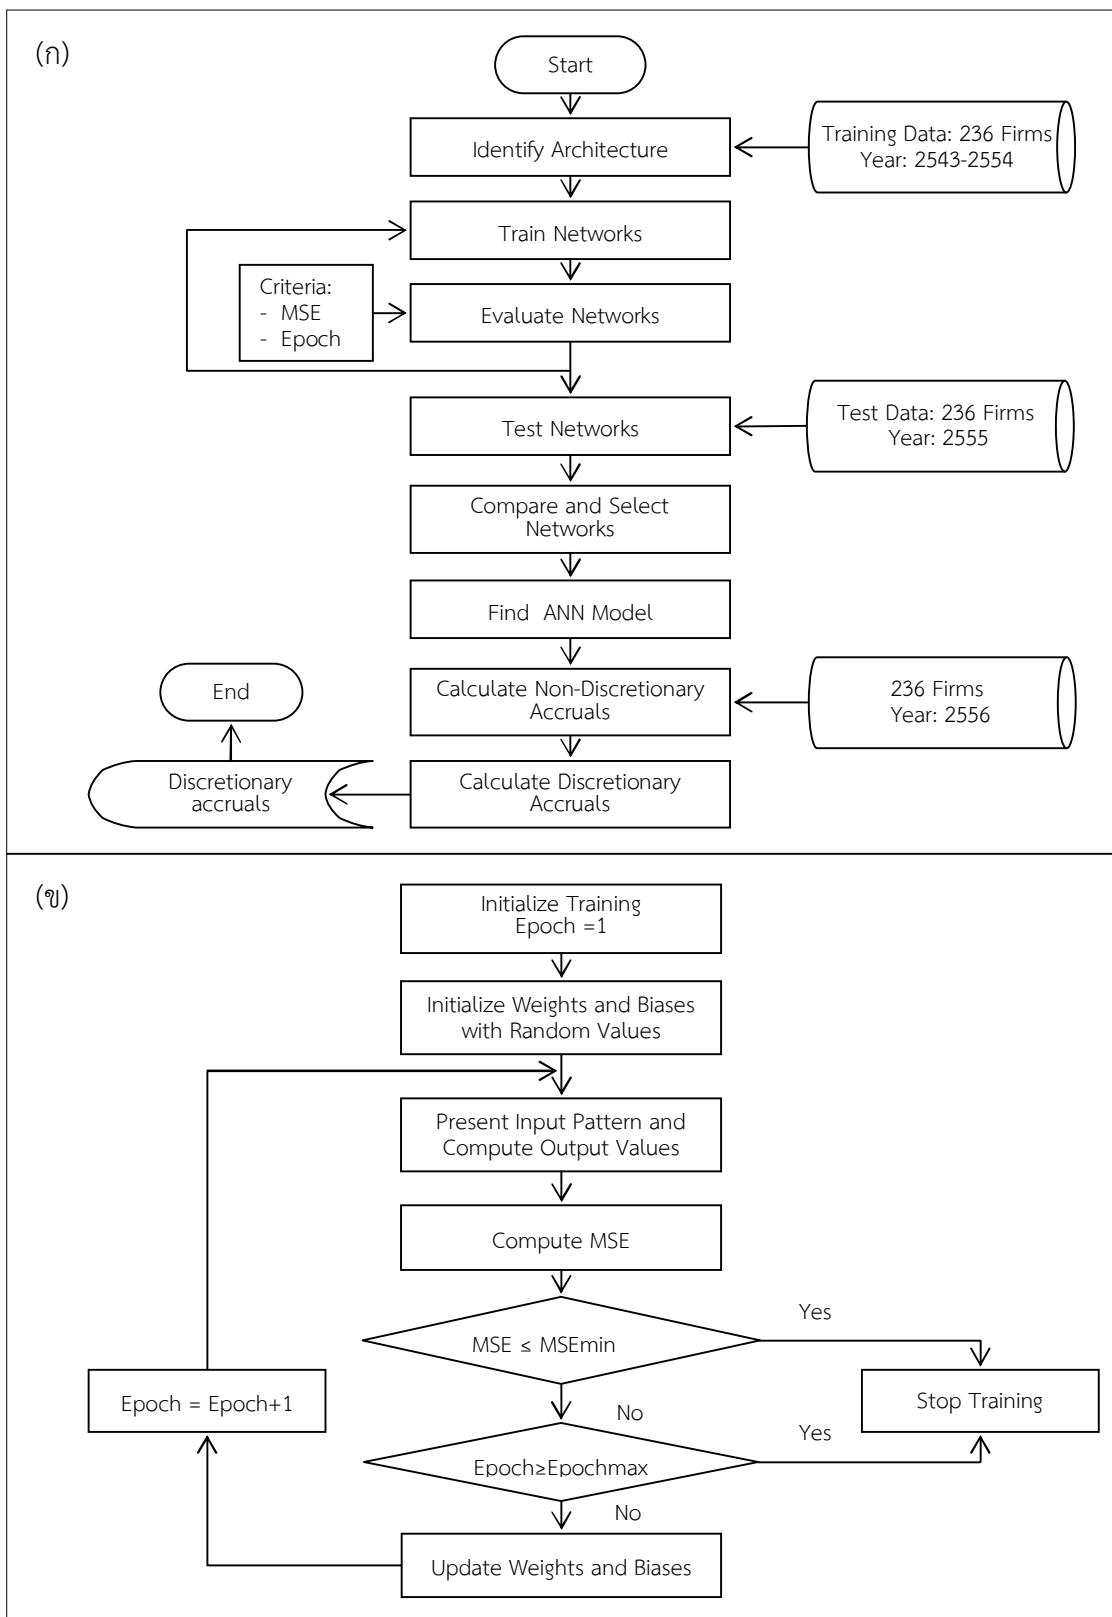 (ก)
Start
Identify Architecture
Training Data: 236 Firms
Year: 2543-2554
Train Networks
Criteria:
- MSE
- Epoch
Evaluate Networks
Test Networks
Test Data: 236 Firms
Year: 2555
Compare and Select
Networks
Find ANN Model
Calculate Non-Discretionary
Accruals
236 Firms
Year: 2556
End
Discretionary
accruals
Calculate Discretionary
Accruals
(ข)
Initialize Training
Epoch =1
Initialize Weights and Biases
with Random Values
Present Input Pattern and
Compute Output Values
Compute MSE
MSE ≤ MSEmin
Yes
No
Epoch = Epoch+1
Stop Training
Epoch≥Epochmax
Yes
No
Update Weights and Biases